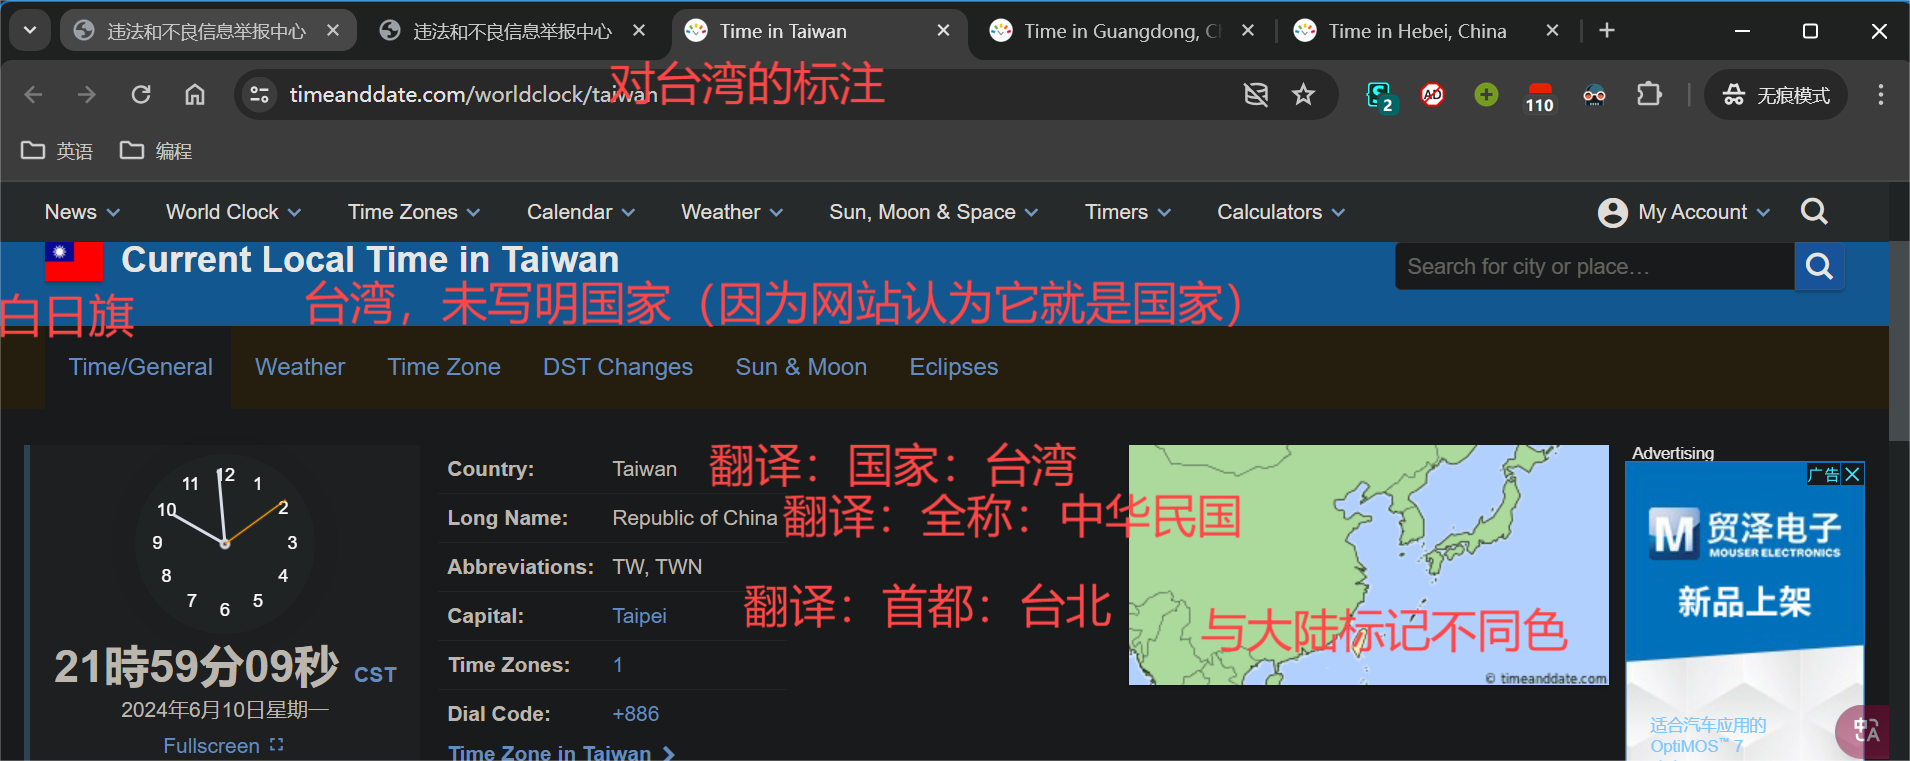 违法和不良信息举报中心
违法和不良信息举报中心
Time in Taiwan
Time in Guangdong, Ch
Time in Hebei, China
timeanddate.com/worldclock/taiwan
对台湾的标注
2
AD
110
无痕模式
英语
编程
News
World Clock
Time Zones
Calendar
Weather
Sun, Moon & Space
Timers
Calculators
My Account
Current Local Time in Taiwan
Search for city or place…
白日旗
台湾，未写明国家（因为网站认为它就是国家）
Time/General
Weather
Time Zone
DST Changes
Sun & Moon
Eclipses
12
1
2
3
4
5
6
7
8
9
10
11
21時59分09秒 CST
2024年6月10日星期一
Fullscreen
Country: Taiwan
翻译：国家：台湾
Long Name: Republic of China
翻译：全称：中华民国
Abbreviations: TW, TWN
Capital: Taipei
翻译：首都：台北
Time Zones: 1
Dial Code: +886
Time Zone in Taiwan
与大陆标记不同色
© timeanddate.com
Advertising
广告
M 贸泽电子
MOUSER ELECTRONICS
新品上架
适合汽车应用的
OptiMOS™ 7